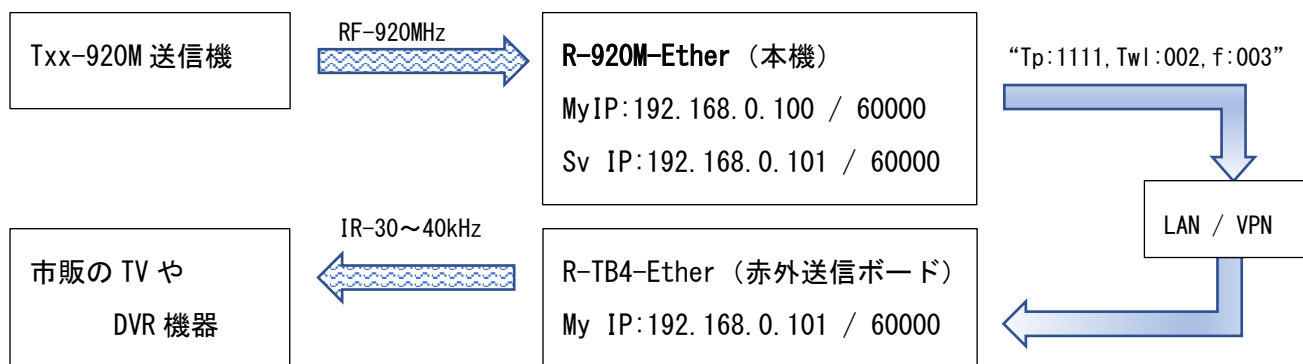 Txx-920M 送信機
RF-920MHz
R-920M-Ether（本機）
MyIP:192.168.0.100 / 60000
Sv IP:192.168.0.101 / 60000
“Tp:1111,Twl:002,f:003”
LAN / VPN
市販の TV や
DVR 機器
IR-30～40kHz
R-TB4-Ether（赤外送信ボード）
My IP:192.168.0.101 / 60000